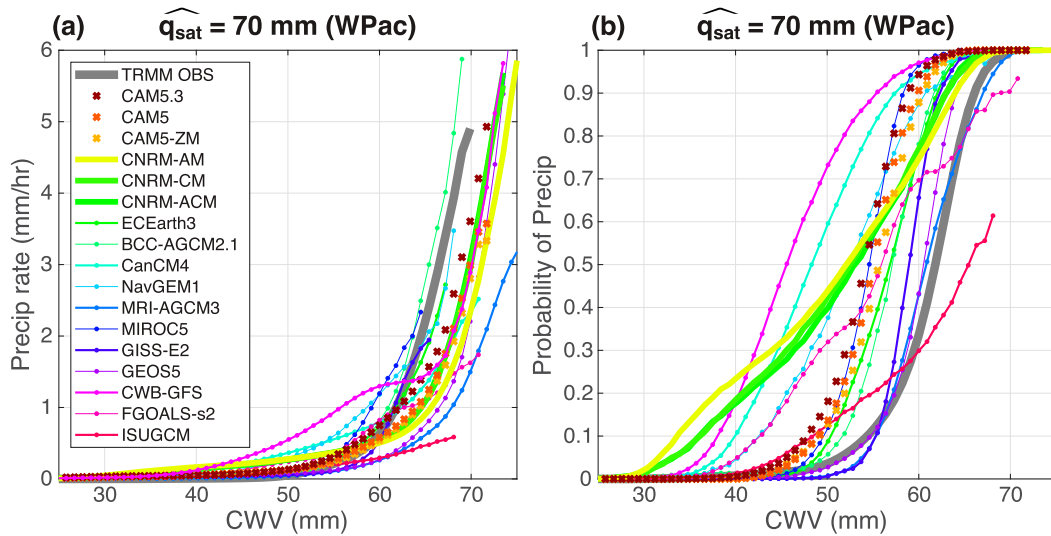 (a) q_sat = 70 mm (WPac)
6
5
4
3
2
1
0
Precip rate (mm/hr)
30 40 50 60 70
CWV (mm)
TRMM OBS
CAM5.3
CAM5
CAM5-ZM
CNRM-AM
CNRM-CM
CNRM-ACM
ECEarth3
BCC-AGCM2.1
CanCM4
NavGEM1
MRI-AGCM3
MIROC5
GISS-E2
GEOS5
CWB-GFS
FGOALS-s2
ISUGCM
(b) q_sat = 70 mm (WPac)
1
0.9
0.8
0.7
0.6
0.5
0.4
0.3
0.2
0.1
0
Probability of Precip
30 40 50 60 70
CWV (mm)